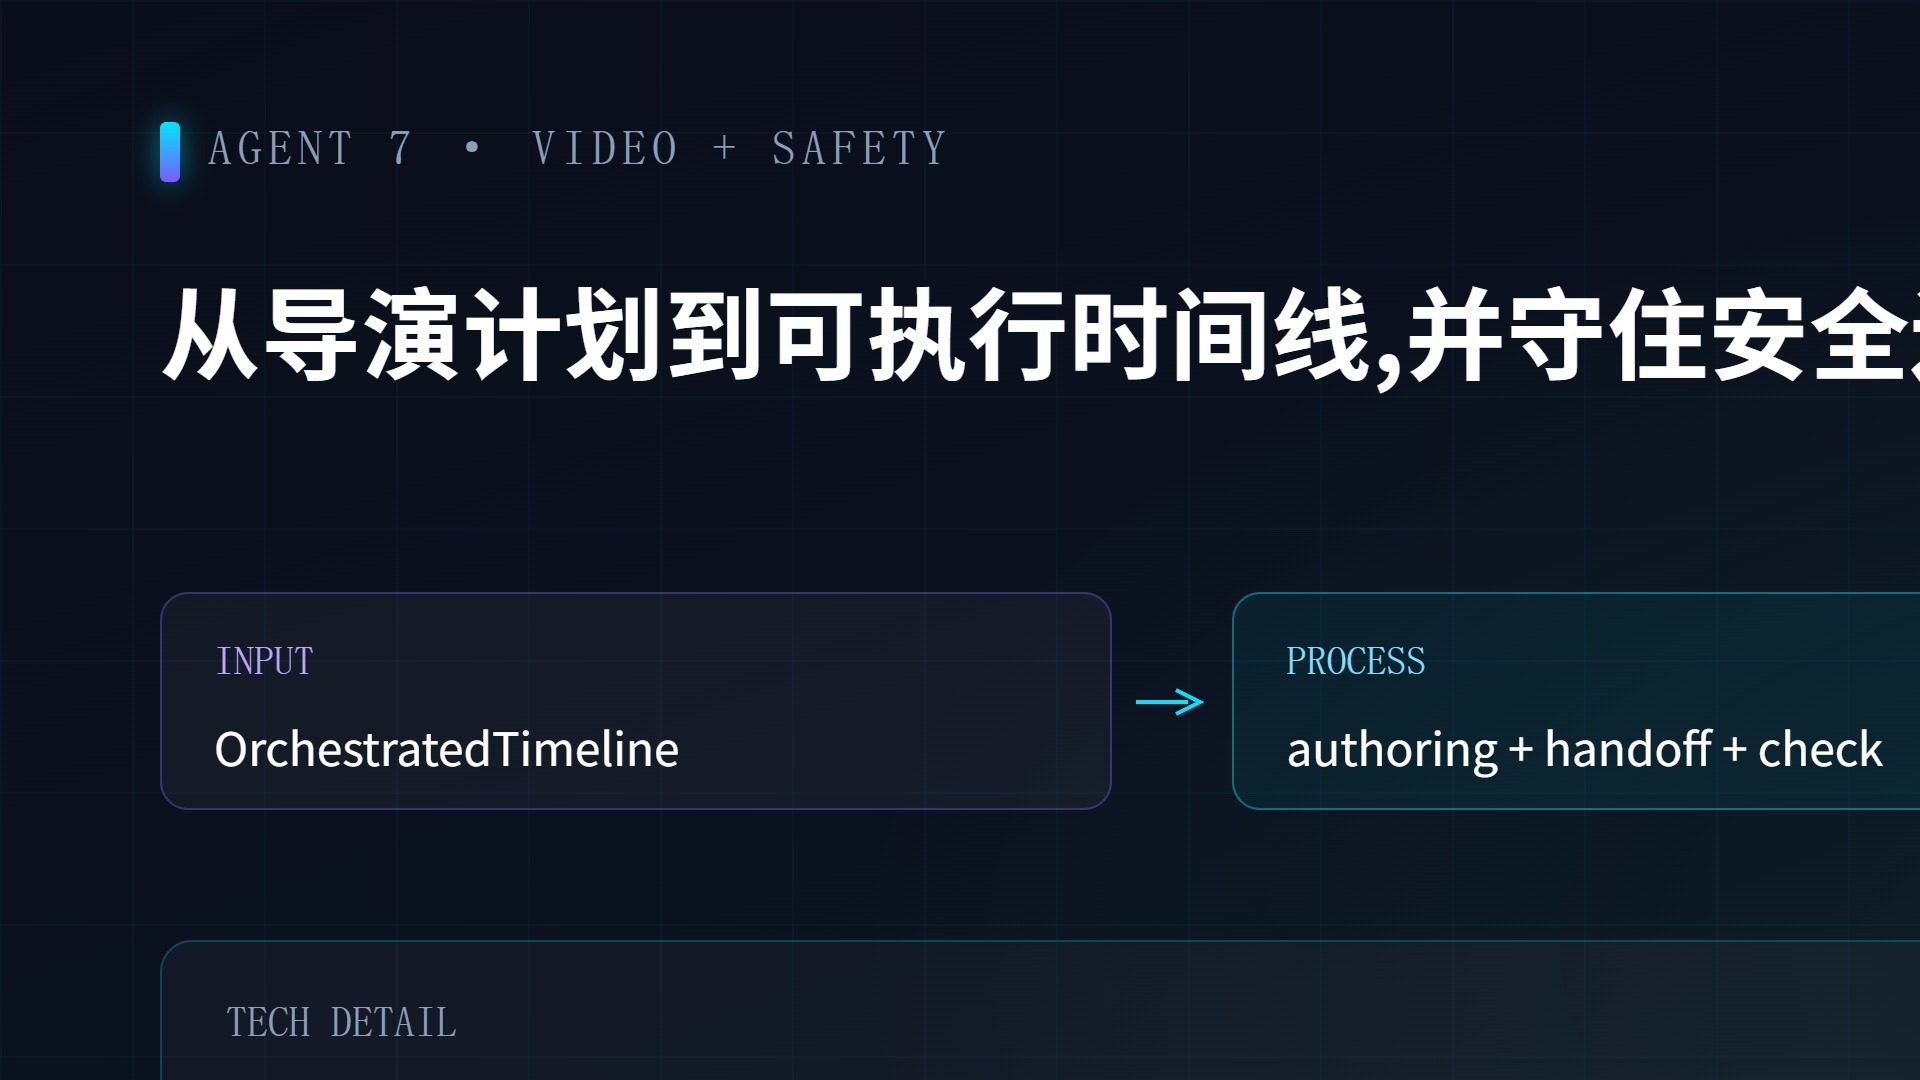 AGENT 7 • VIDEO + SAFETY
从导演计划到可执行时间线,并守住安全
INPUT
PROCESS
OrchestratedTimeline
authoring + handoff + check
TECH DETAIL